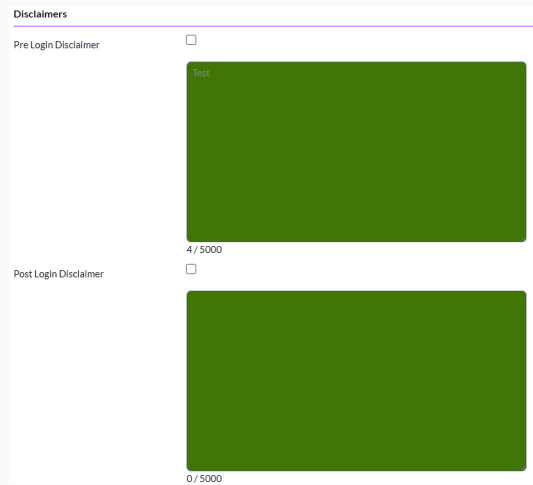 Disclaimers
Pre Login Disclaimer
Test
4 / 5000
Post Login Disclaimer
0 / 5000